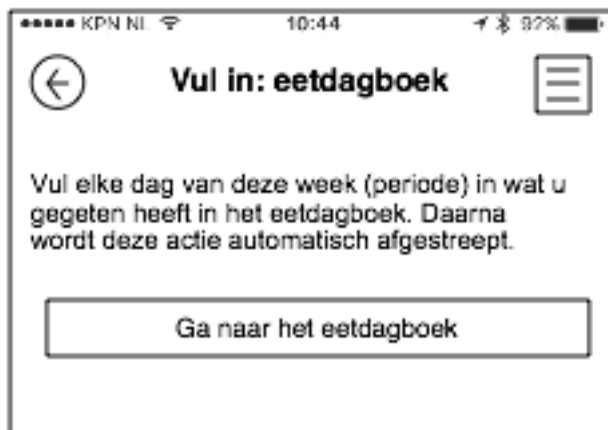 KPN NL 10:44 92%
Vul in: eetdagboek
Vul elke dag van deze week (periode) in wat u
gegeten heeft in het eetdagboek. Daarna
wordt deze actie automatisch afgestreept.
Ga naar het eetdagboek